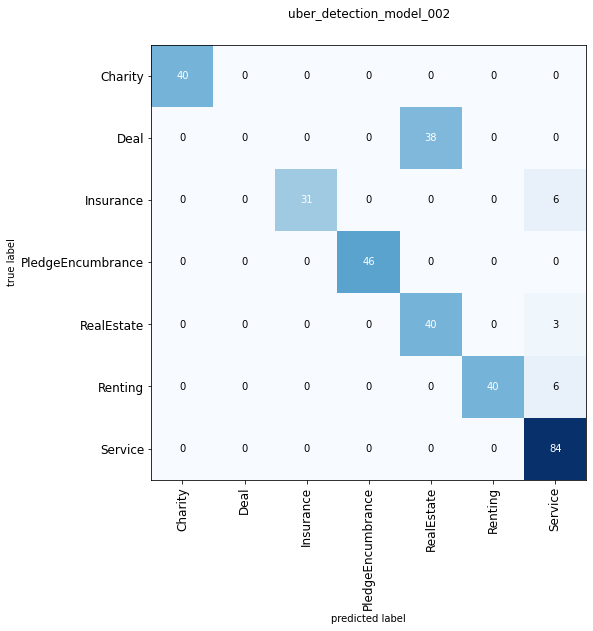 uber_detection_model_002
Charity 40 0 0 0 0 0 0
Deal 0 0 0 0 38 0 0
Insurance 0 0 31 0 0 0 6
PledgeEncumbrance 0 0 0 46 0 0 0
RealEstate 0 0 0 0 40 0 3
Renting 0 0 0 0 0 40 6
Service 0 0 0 0 0 0 84
true label
Charity
Deal
Insurance
PledgeEncumbrance
RealEstate
Renting
Service
predicted label